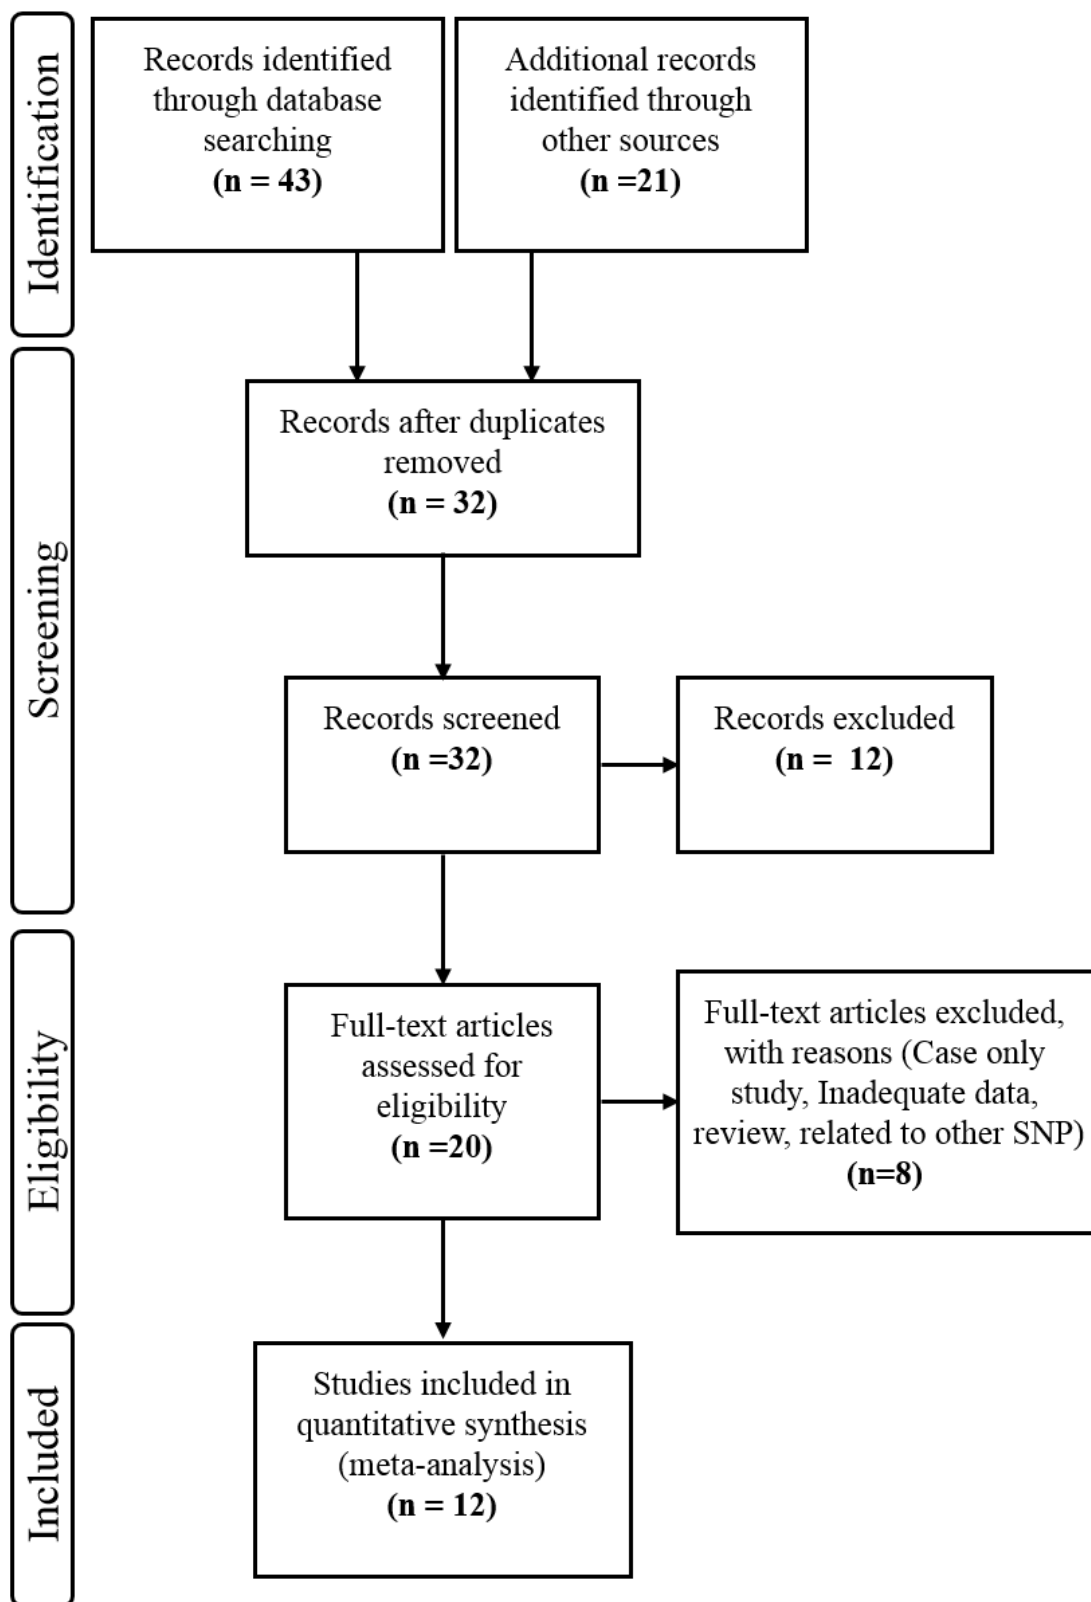 Identification
Records identified
through database
searching
(n = 43)
Additional records
identified through
other sources
(n =21)
Screening
Records after duplicates
removed
(n = 32)
Records screened
(n =32)
Records excluded
(n =  12)
Eligibility
Full-text articles
assessed for
eligibility
(n =20)
Full-text articles excluded,
with reasons (Case only
study, Inadequate data,
review, related to other SNP)
(n=8)
Included
Studies included in
quantitative synthesis
(meta-analysis)
(n = 12)